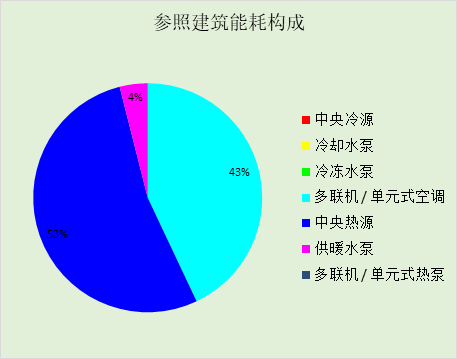 参照建筑能耗构成
4%
43%
53%
中央冷源
冷却水泵
冷冻水泵
多联机/单元式空调
中央热源
供暖水泵
多联机/单元式热泵